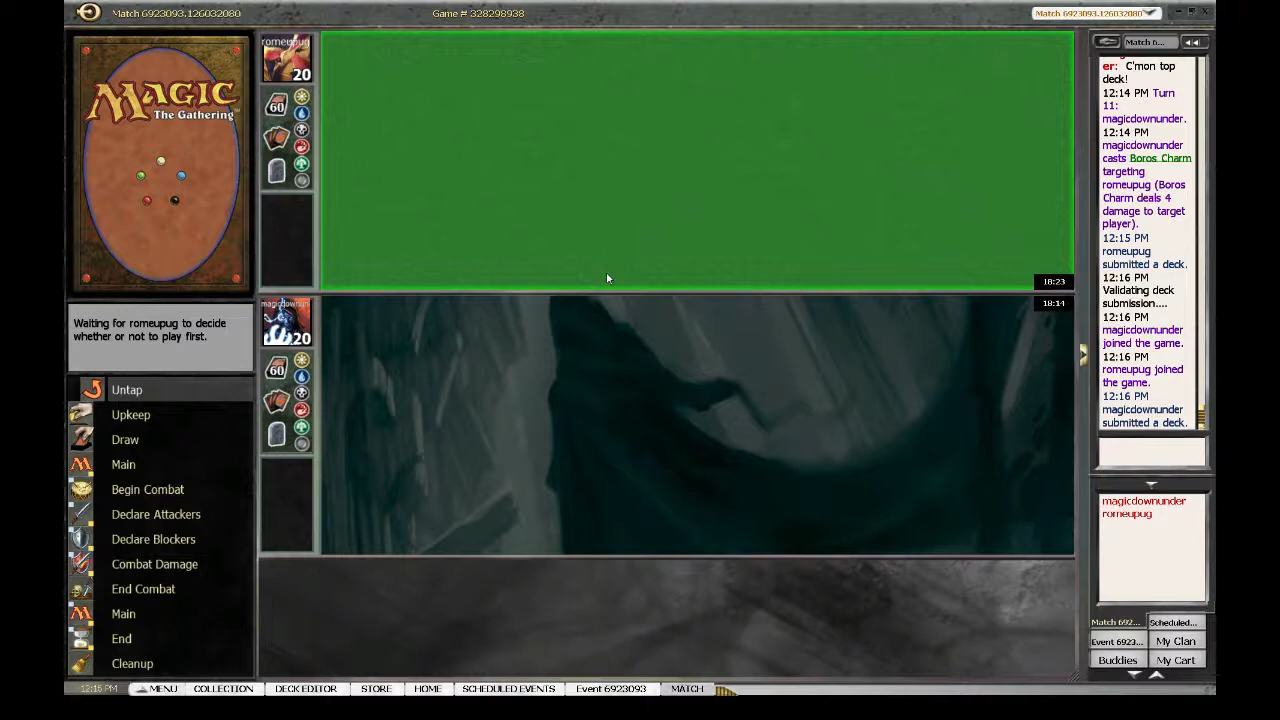 Match 6923093.126032080
Game # 328298938
Match 6923093.126032080
MAGIC
The Gathering
romeupug
20
60
18:23
magicdownun
20
60
18:14
Waiting for romeupug to decide
whether or not to play first.
Untap
Upkeep
Draw
Main
Begin Combat
Declare Attackers
Declare Blockers
Combat Damage
End Combat
Main
End
Cleanup
Match 6...
er: C'mon top
deck!
12:14 PM Turn
11:
magicdownunder.
12:14 PM
magicdownunder
casts Boros Charm
targeting
romeupug (Boros
Charm deals 4
damage to target
player).
12:15 PM
romeupug
submitted a deck.
12:16 PM
Validating deck
submission....
12:16 PM
magicdownunder
joined the game.
12:16 PM
romeupug joined
the game.
12:16 PM
magicdownunder
submitted a deck.
magicdownunder
romeupug
Match 692... Scheduled...
Event 6923... My Clan
Buddies My Cart
12:16 PM MENU COLLECTION DECK EDITOR STORE HOME SCHEDULED EVENTS Event 6923093 MATCH